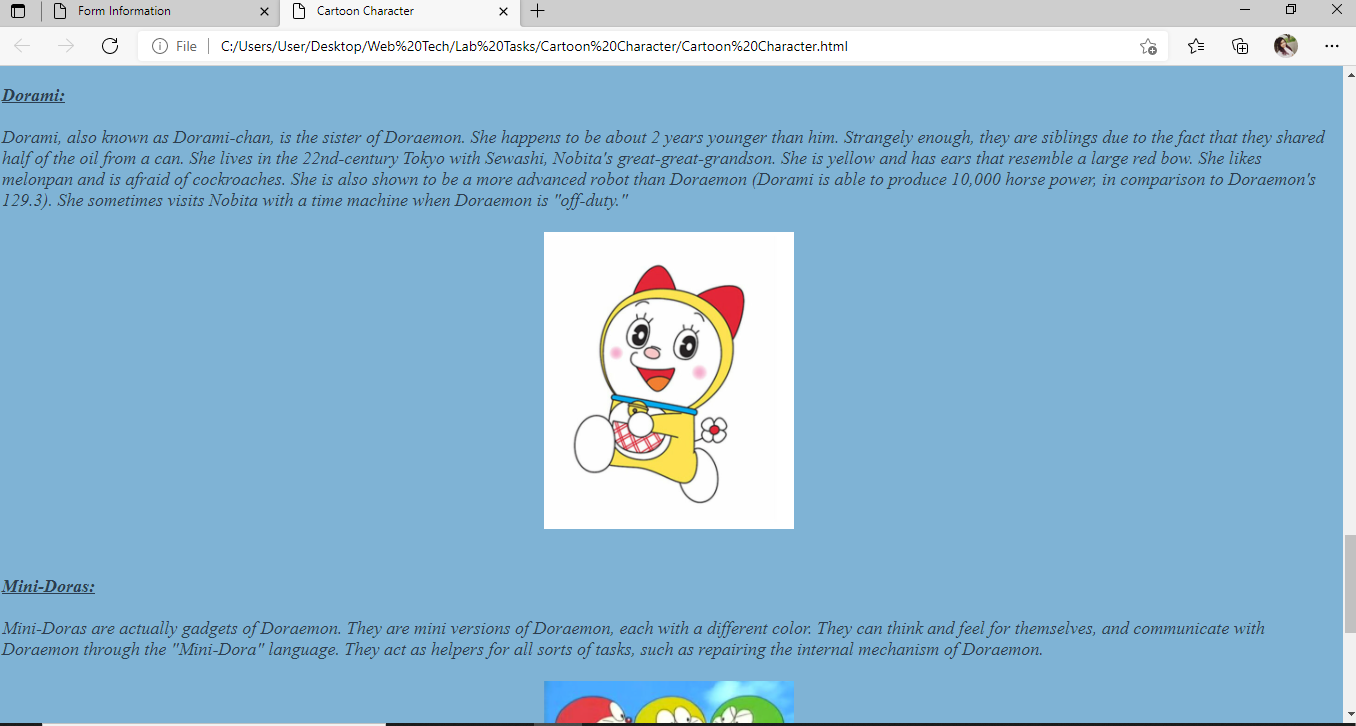 Form Information
Cartoon Character
File
C:/Users/User/Desktop/Web%20Tech/Lab%20Tasks/Cartoon%20Character/Cartoon%20Character.html
Dorami:
Dorami, also known as Dorami-chan, is the sister of Doraemon. She happens to be about 2 years younger than him. Strangely enough, they are siblings due to the fact that they shared
half of the oil from a can. She lives in the 22nd-century Tokyo with Sewashi, Nobita's great-great-grandson. She is yellow and has ears that resemble a large red bow. She likes
melonpan and is afraid of cockroaches. She is also shown to be a more advanced robot than Doraemon (Dorami is able to produce 10,000 horse power, in comparison to Doraemon's
129.3). She sometimes visits Nobita with a time machine when Doraemon is "off-duty."
Mini-Doras:
Mini-Doras are actually gadgets of Doraemon. They are mini versions of Doraemon, each with a different color. They can think and feel for themselves, and communicate with
Doraemon through the "Mini-Dora" language. They act as helpers for all sorts of tasks, such as repairing the internal mechanism of Doraemon.